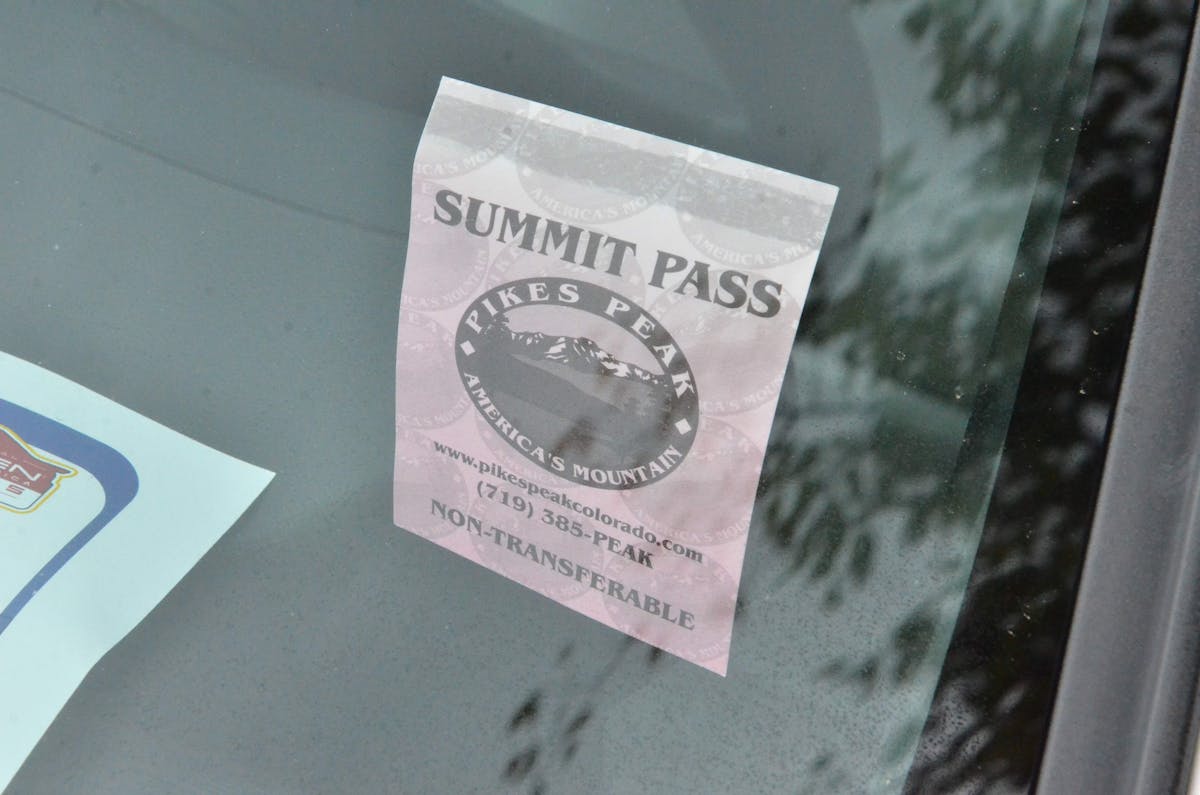 SUMMIT PASS
PIKES PEAK
AMERICA'S MOUNTAIN
www.pikespeakcolorado.com
(719) 385-PEAK
NON-TRANSFERABLE